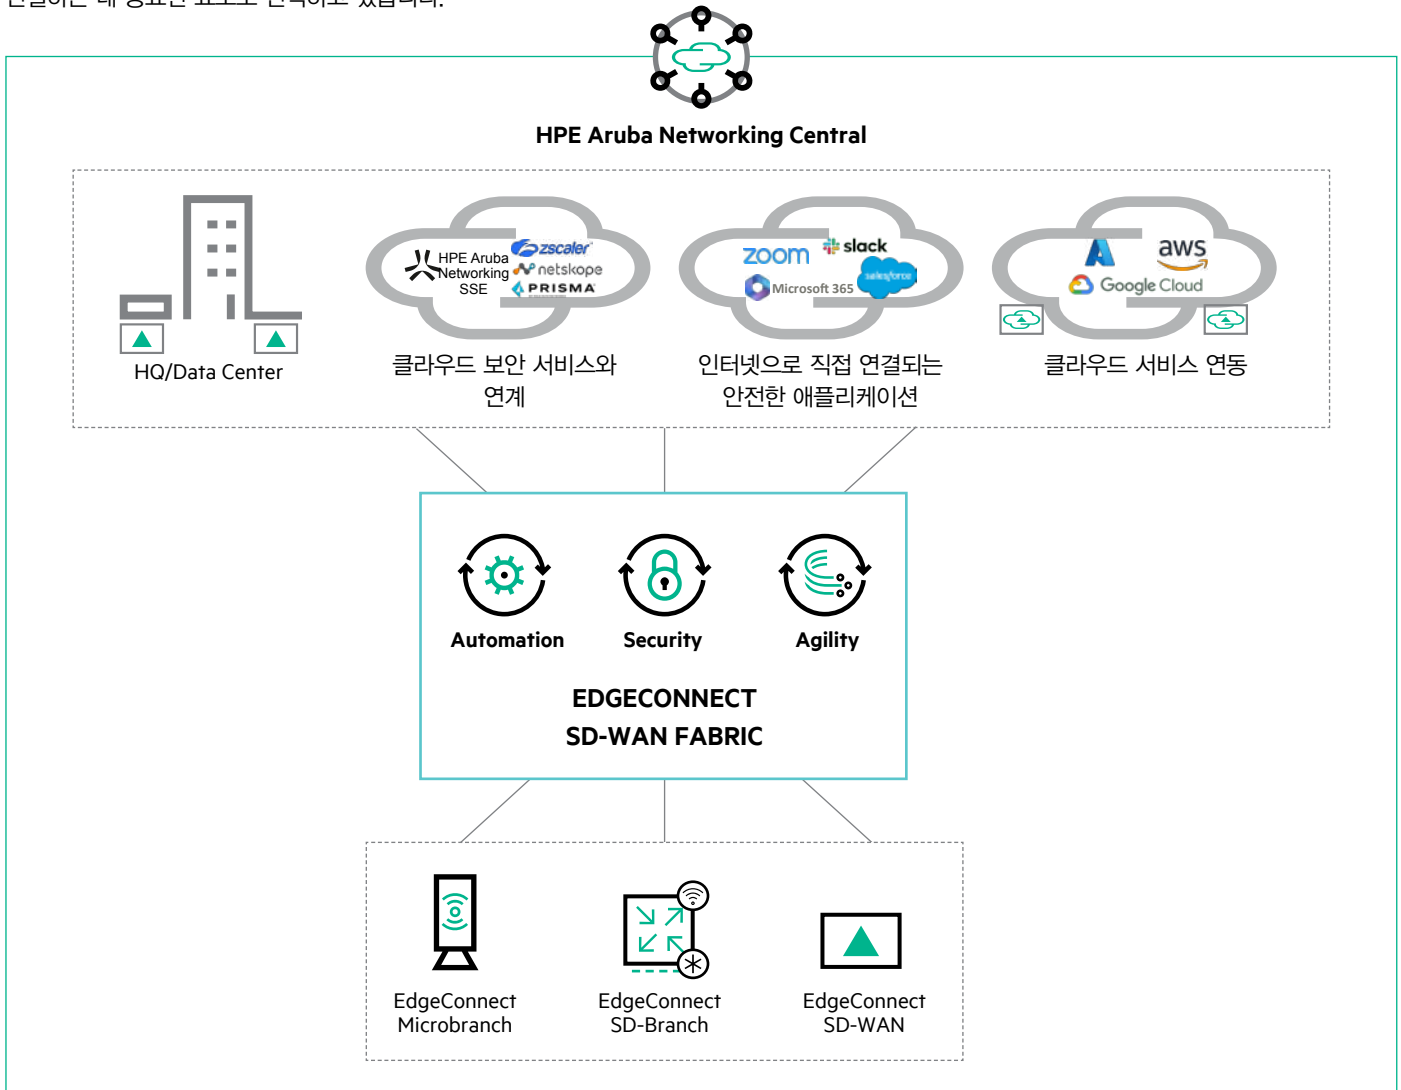 HPE Aruba Networking Central
HPE Aruba
Networking
SSE
zscaler
netskope
PRISMA
zoom
slack
Microsoft 365
salesforce
aws
Google Cloud
HQ/Data Center
클라우드 보안 서비스와
연계
인터넷으로 직접 연결되는
안전한 애플리케이션
클라우드 서비스 연동
Automation
Security
Agility
EDGECONNECT
SD-WAN FABRIC
EdgeConnect
Microbranch
EdgeConnect
SD-Branch
EdgeConnect
SD-WAN